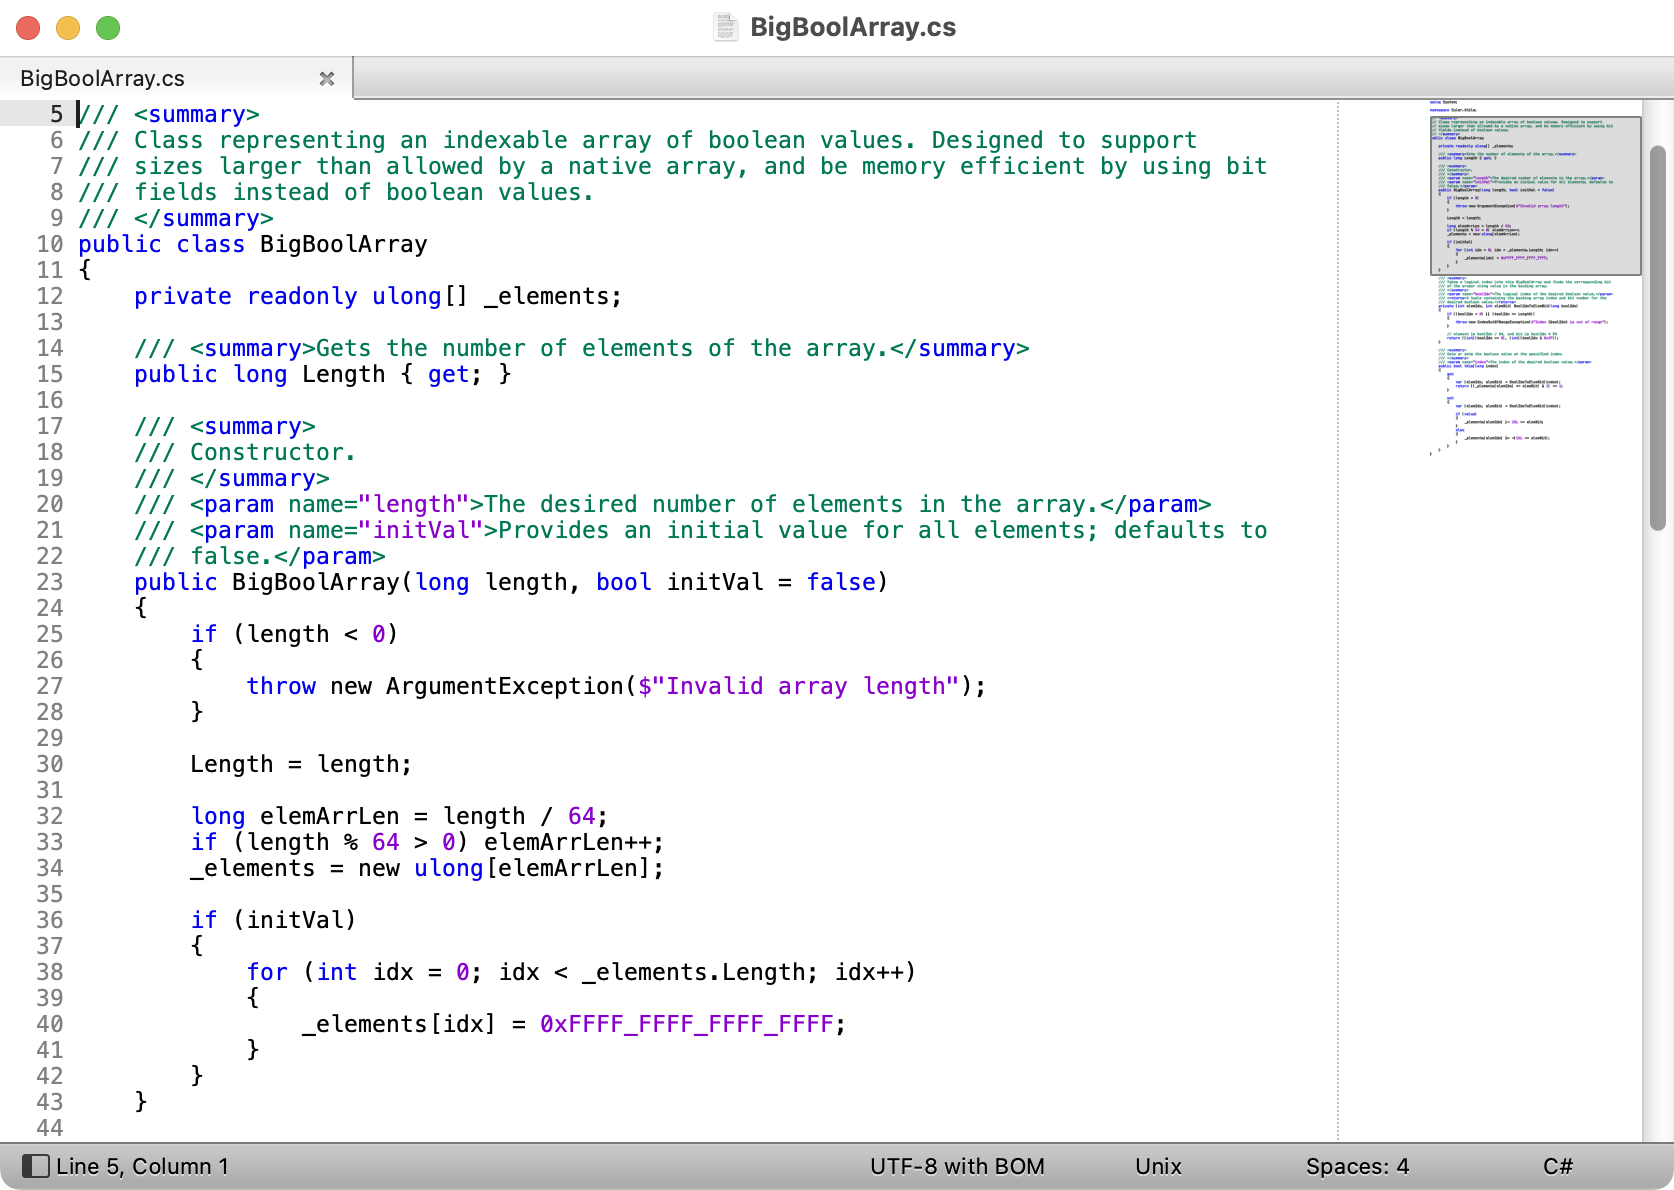 BigBoolArray.cs
BigBoolArray.cs
5 /// <summary>
6 /// Class representing an indexable array of boolean values. Designed to support
7 /// sizes larger than allowed by a native array, and be memory efficient by using bit
8 /// fields instead of boolean values.
9 /// </summary>
10 public class BigBoolArray
11 {
12     private readonly ulong[] _elements;
13
14     /// <summary>Gets the number of elements of the array.</summary>
15     public long Length { get; }
16
17     /// <summary>
18     /// Constructor.
19     /// </summary>
20     /// <param name="length">The desired number of elements in the array.</param>
21     /// <param name="initVal">Provides an initial value for all elements; defaults to
22     /// false.</param>
23     public BigBoolArray(long length, bool initVal = false)
24     {
25         if (length < 0)
26         {
27             throw new ArgumentException($"Invalid array length");
28         }
29
30         Length = length;
31
32         long elemArrLen = length / 64;
33         if (length % 64 > 0) elemArrLen++;
34         _elements = new ulong[elemArrLen];
35
36         if (initVal)
37         {
38             for (int idx = 0; idx < _elements.Length; idx++)
39             {
40                 _elements[idx] = 0xFFFF_FFFF_FFFF_FFFF;
41             }
42         }
43     }
44
Line 5, Column 1 UTF-8 with BOM Unix Spaces: 4 C#